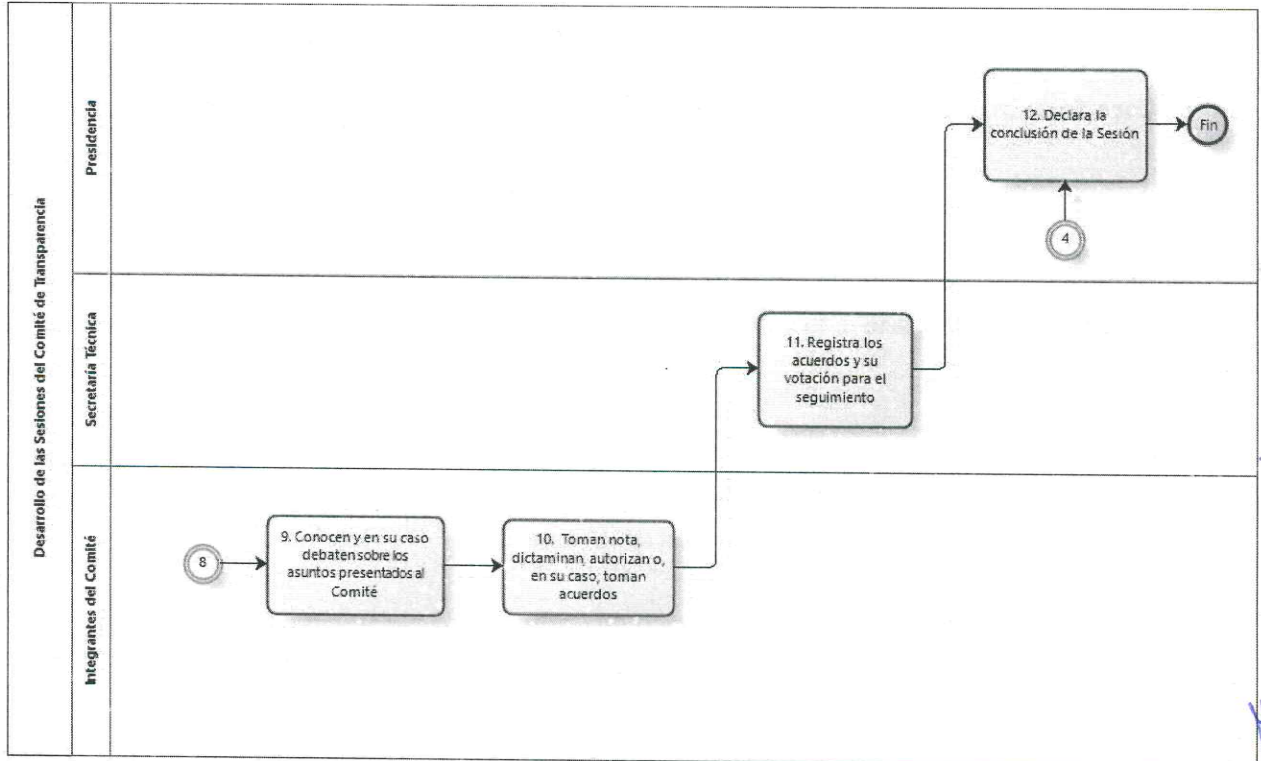 Desarrollo de las Sesiones del Comité de Transparencia
Presidencia
12. Declara la
conclusión de la Sesión
Fin
4
Secretaría Técnica
11. Registra los
acuerdos y su
votación para el
seguimiento
Integrantes del Comité
8
9. Conocen y en su caso
debaten sobre los
asuntos presentados al
Comité
10. Toman nota,
dictaminan, autorizan o,
en su caso, toman
acuerdos